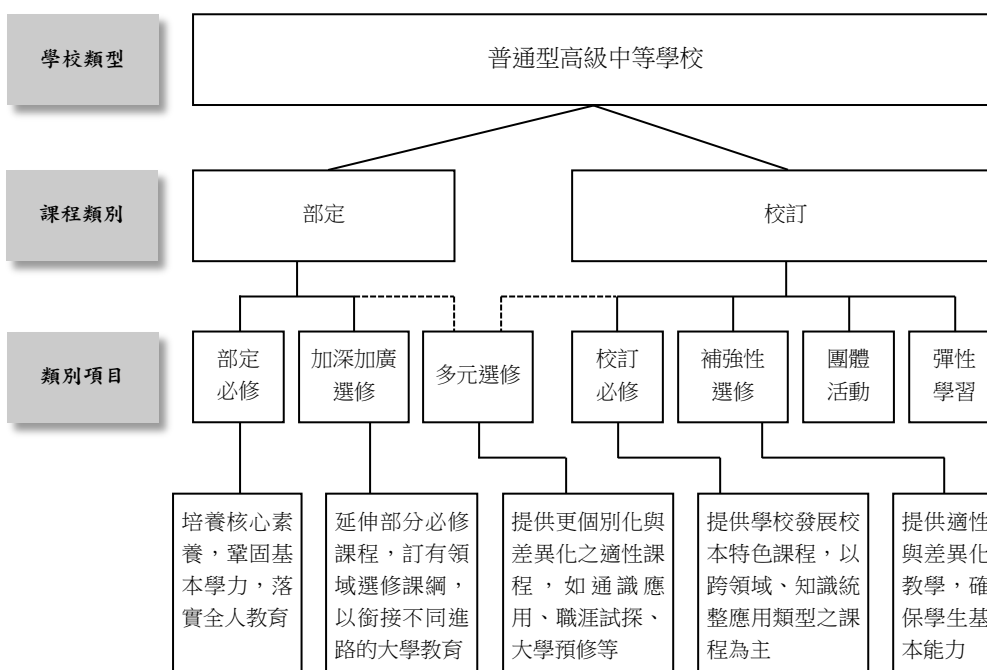 學校類型
普通型高級中等學校
課程類別
部定
校訂
類別項目
部定
必修
加深加廣
選修
多元選修
校訂
必修
補強性
選修
團體
活動
彈性
學習
培養核心素
養，鞏固基
本學力，落
實全人教育
延伸部分必修
課程，訂有領
域選修課綱，
以銜接不同進
路的大學教育
提供更個別化與
差異化之適性課
程，如通識應
用、職涯試探、
大學預修等
提供學校發展校
本特色課程，以
跨領域、知識統
整應用類型之課
程為主
提供適性
與差異化
教學，確
保學生基
本能力